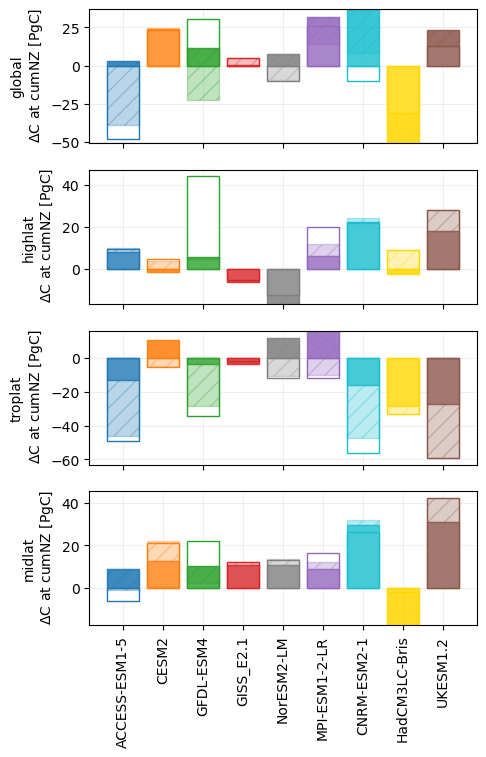 global
ΔC at cumNZ [PgC]
25
0
−25
−50
highlat
ΔC at cumNZ [PgC]
40
20
0
troplat
ΔC at cumNZ [PgC]
0
−20
−40
−60
midlat
ΔC at cumNZ [PgC]
40
20
0
ACCESS-ESM1-5
CESM2
GFDL-ESM4
GISS_E2.1
NorESM2-LM
MPI-ESM1-2-LR
CNRM-ESM2-1
HadCM3LC-Bris
UKESM1.2